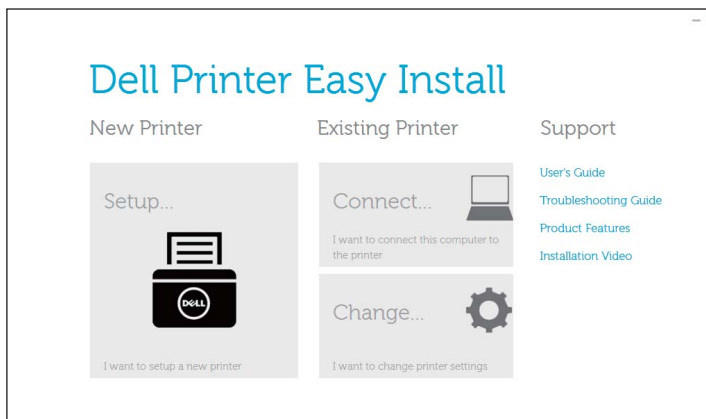 Dell Printer Easy Install
New Printer
Existing Printer
Support
Setup...
DELL
I want to setup a new printer
Connect...
I want to connect this computer to
the printer
Change...
I want to change printer settings
User's Guide
Troubleshooting Guide
Product Features
Installation Video